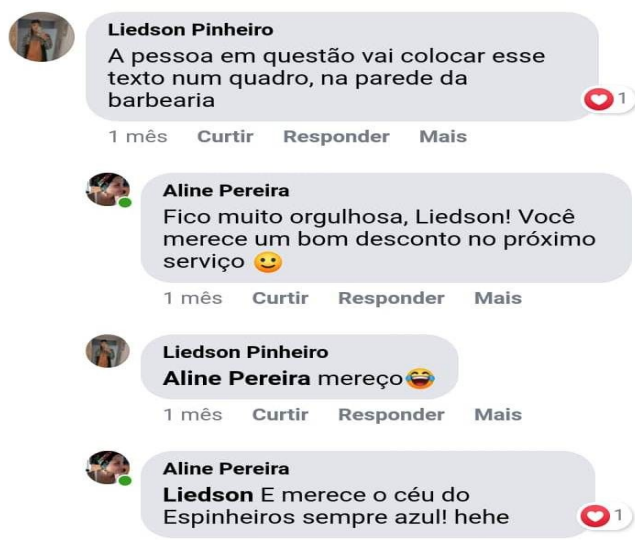 Liedson Pinheiro
A pessoa em questão vai colocar esse
texto num quadro, na parede da
barbearia
1
1 mês Curtir Responder Mais
Aline Pereira
Fico muito orgulhosa, Liedson! Você
merece um bom desconto no próximo
serviço 🙂
1 mês Curtir Responder Mais
Liedson Pinheiro
Aline Pereira mereço😂
1 mês Curtir Responder Mais
Aline Pereira
Liedson E merece o céu do
Espinheiros sempre azul! hehe
1